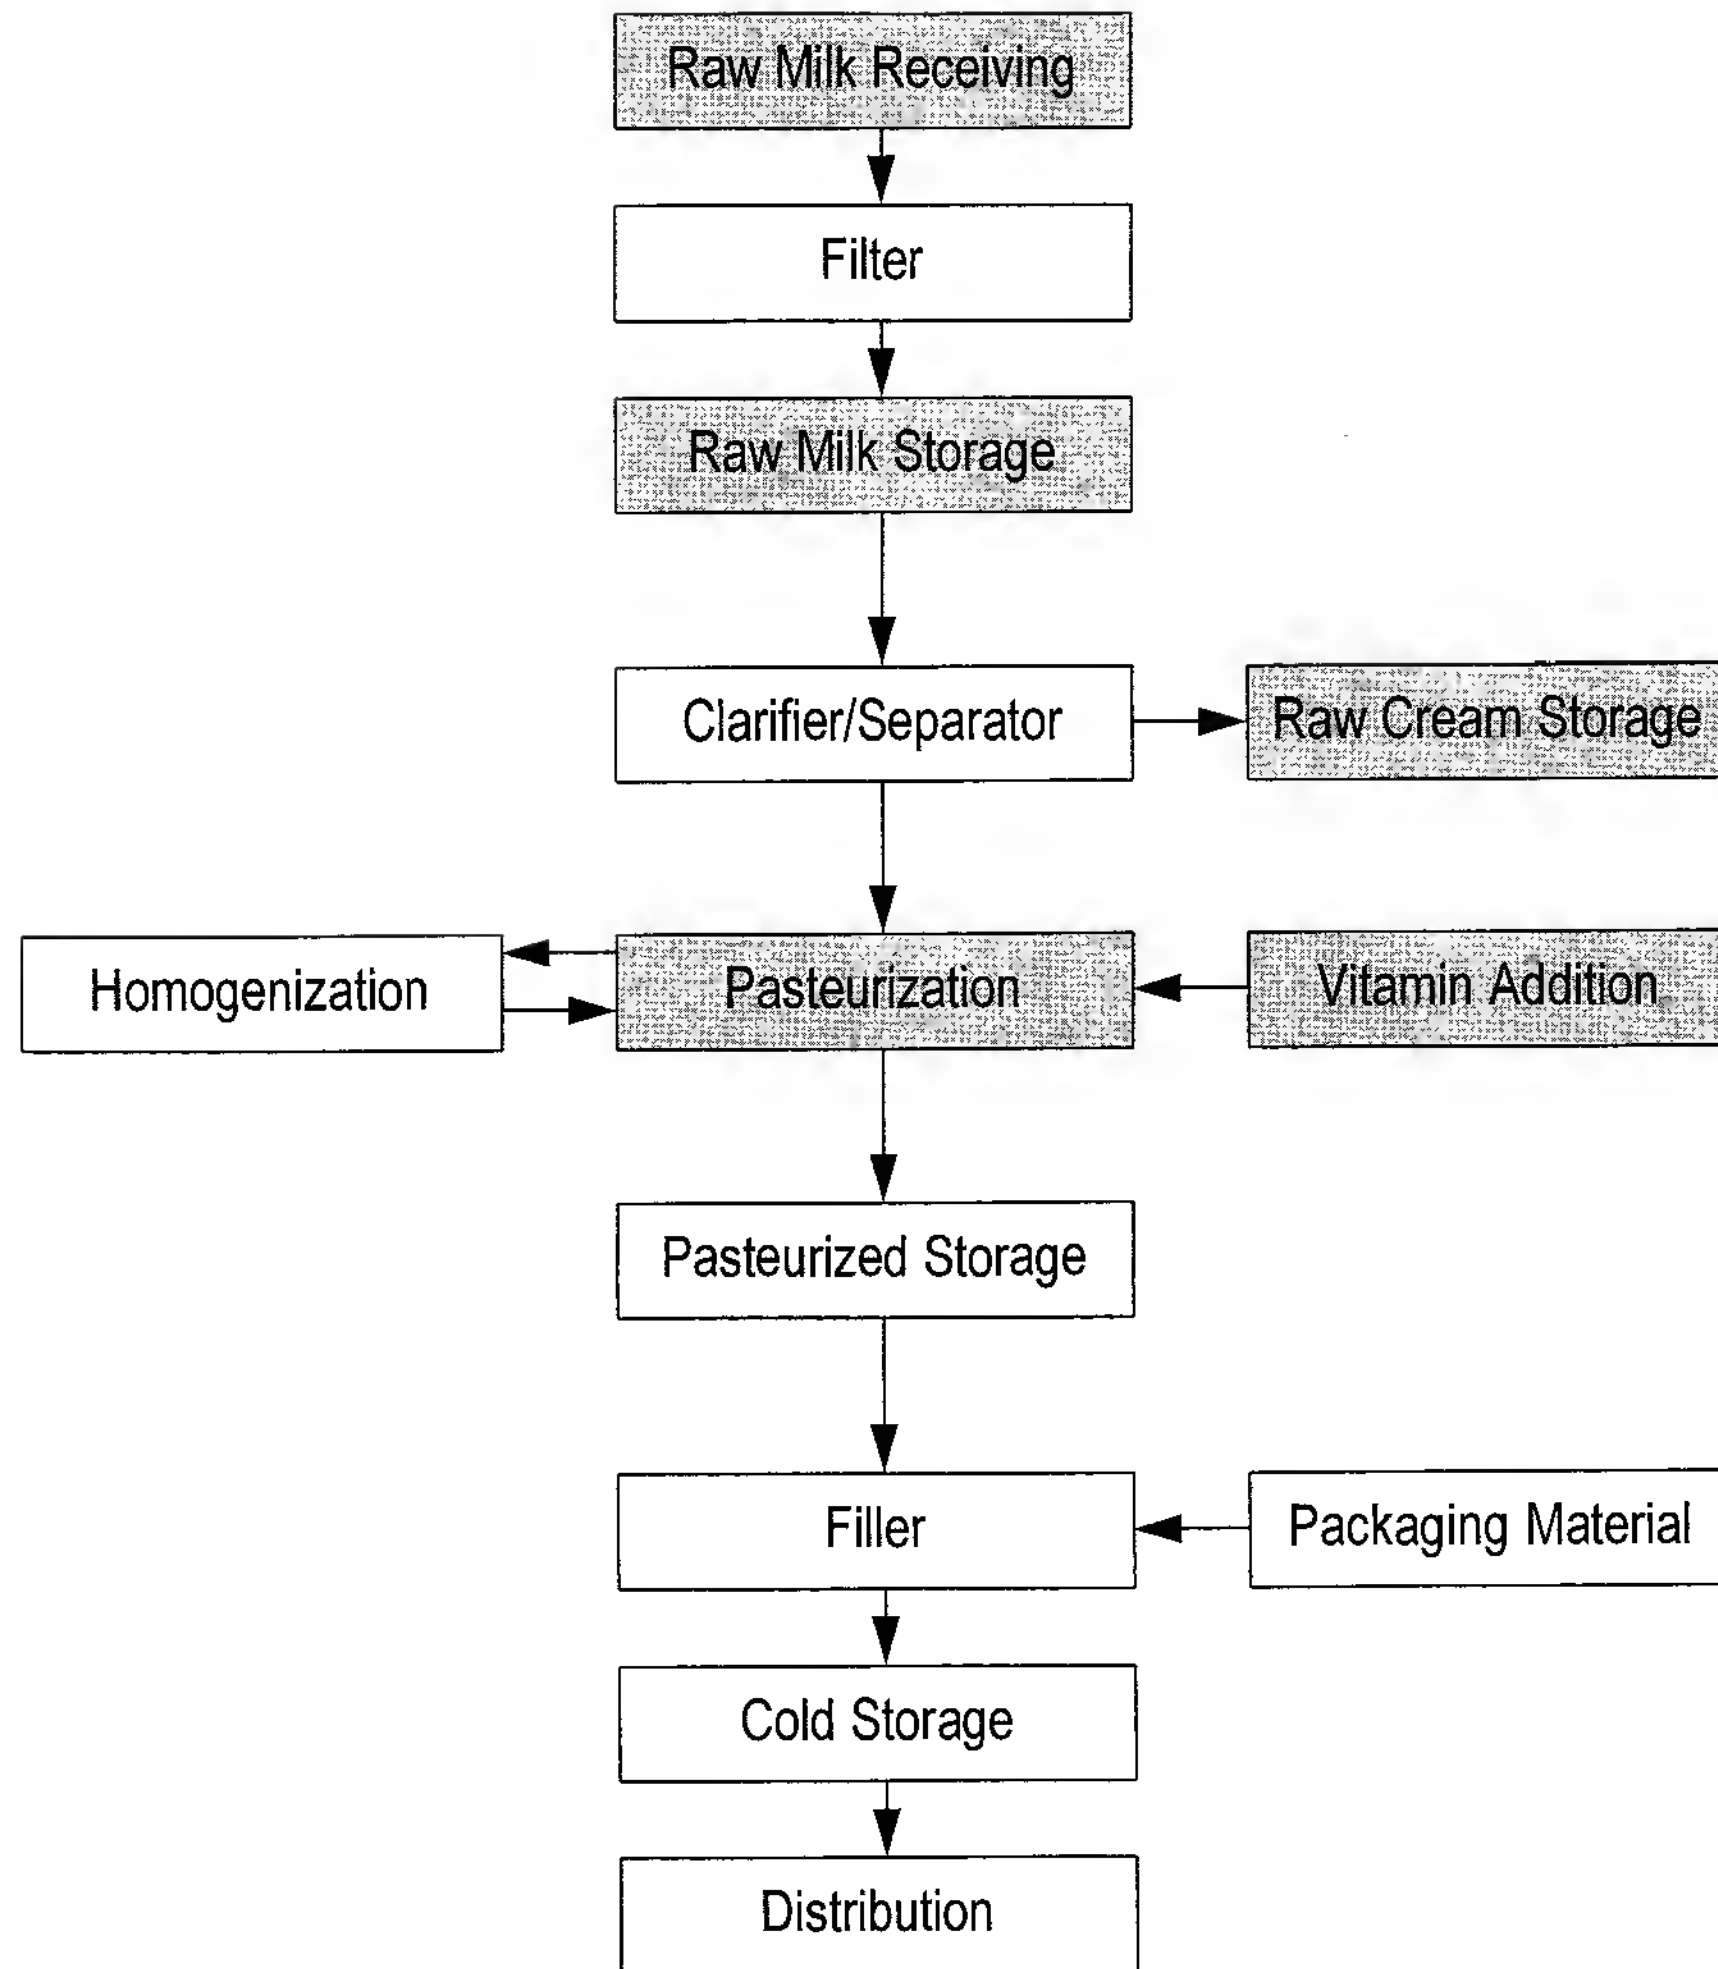 Raw Milk Receiving
Filter
Raw Milk Storage
Clarifier/Separator
Raw Cream Storage
Homogenization
Pasteurization
Vitamin Addition
Pasteurized Storage
Filler
Packaging Material
Cold Storage
Distribution